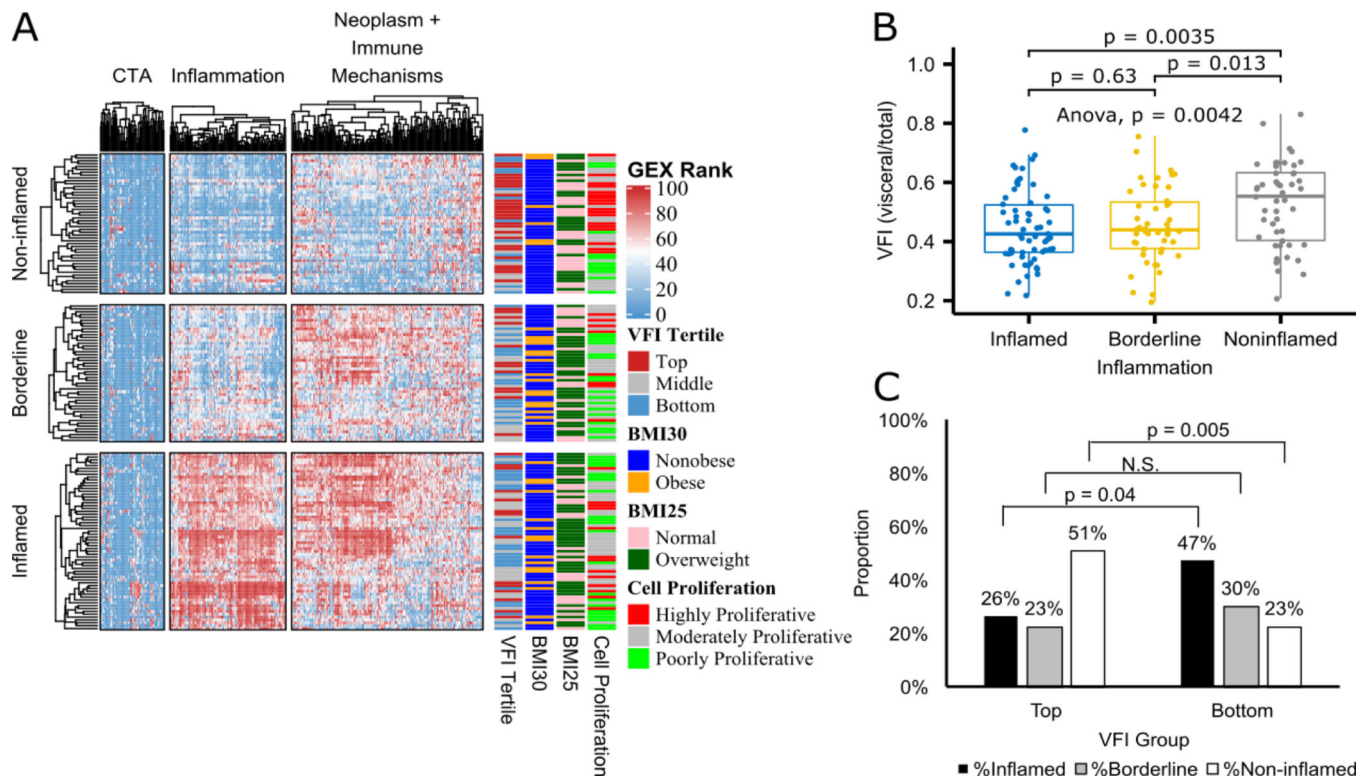 A
CTA
Inflammation
Neoplasm +
Immune
Mechanisms
Non-inflamed
Borderline
Inflamed
VFI Tertile
BMI30
BMI25
Cell Proliferation
GEX Rank
100
80
60
40
20
0
VFI Tertile
Top
Middle
Bottom
BMI30
Nonobese
Obese
BMI25
Normal
Overweight
Cell Proliferation
Highly Proliferative
Moderately Proliferative
Poorly Proliferative
B
p = 0.0035
p = 0.63
p = 0.013
Anova, p = 0.0042
VFI (visceral/total)
1.0
0.8
0.6
0.4
0.2
Inflamed
Borderline
Noninflamed
Inflammation
C
Proportion
100%
80%
60%
40%
20%
0%
p = 0.005
N.S.
p = 0.04
26%
23%
51%
47%
30%
23%
Top
Bottom
VFI Group
%Inflamed %Borderline %Non-inflamed